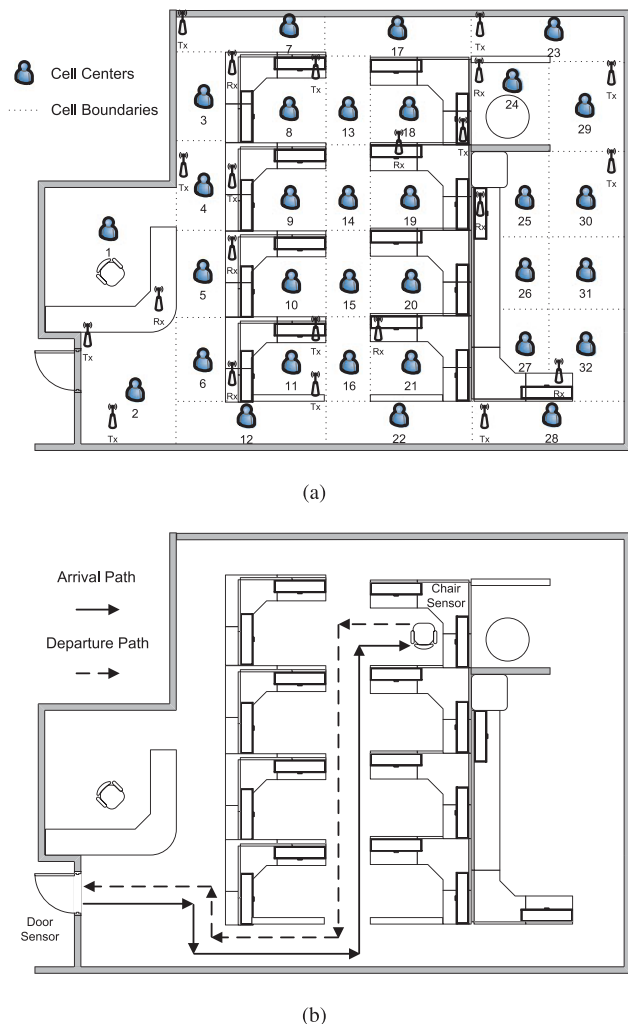 Tx
7
17
Tx
23
Cell Centers
Cell Boundaries
Rx
Tx
Rx
24
3
8
13
18
29
Tx
Rx
Tx
Tx
Tx
4
9
14
19
25
30
Rx
1
Rx
5
10
15
20
26
31
Rx
Tx
Tx
Rx
6
11
16
21
27
32
Rx
Tx
Rx
2
Tx
12
22
Tx
28
(a)
Arrival Path
Departure Path
Chair
Sensor
Door
Sensor
(b)